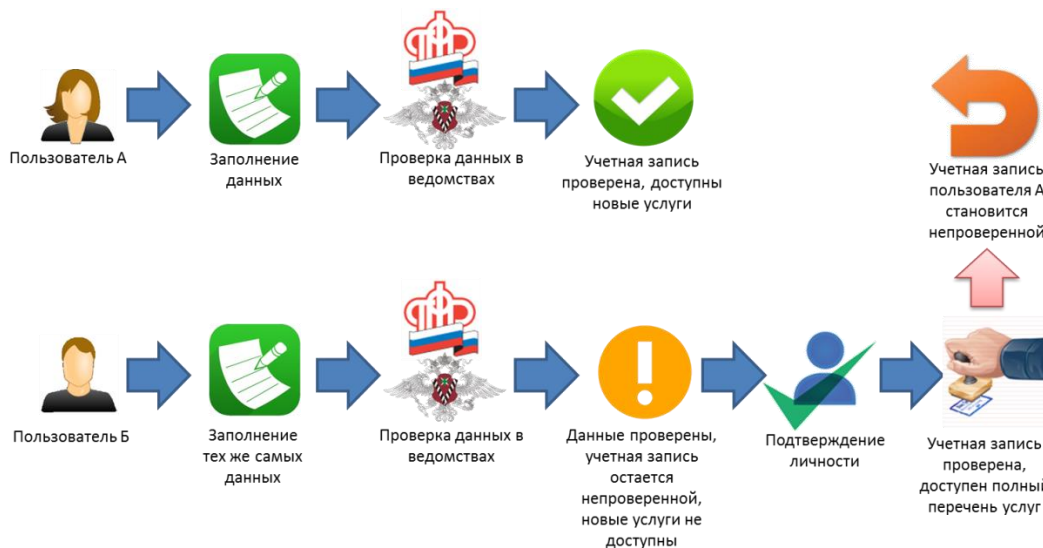 Пользователь А
Заполнение
данных
Проверка данных в
ведомствах
Учетная запись
проверена, доступны
новые услуги
Учетная запись
пользователя А
становится
непроверенной
Пользователь Б
Заполнение
тех же самых
данных
Проверка данных в
ведомствах
Данные проверены,
учетная запись
остается
непроверенной,
новые услуги не
доступны
Подтверждение
личности
Учетная запись
проверена,
доступен полный
перечень услуг